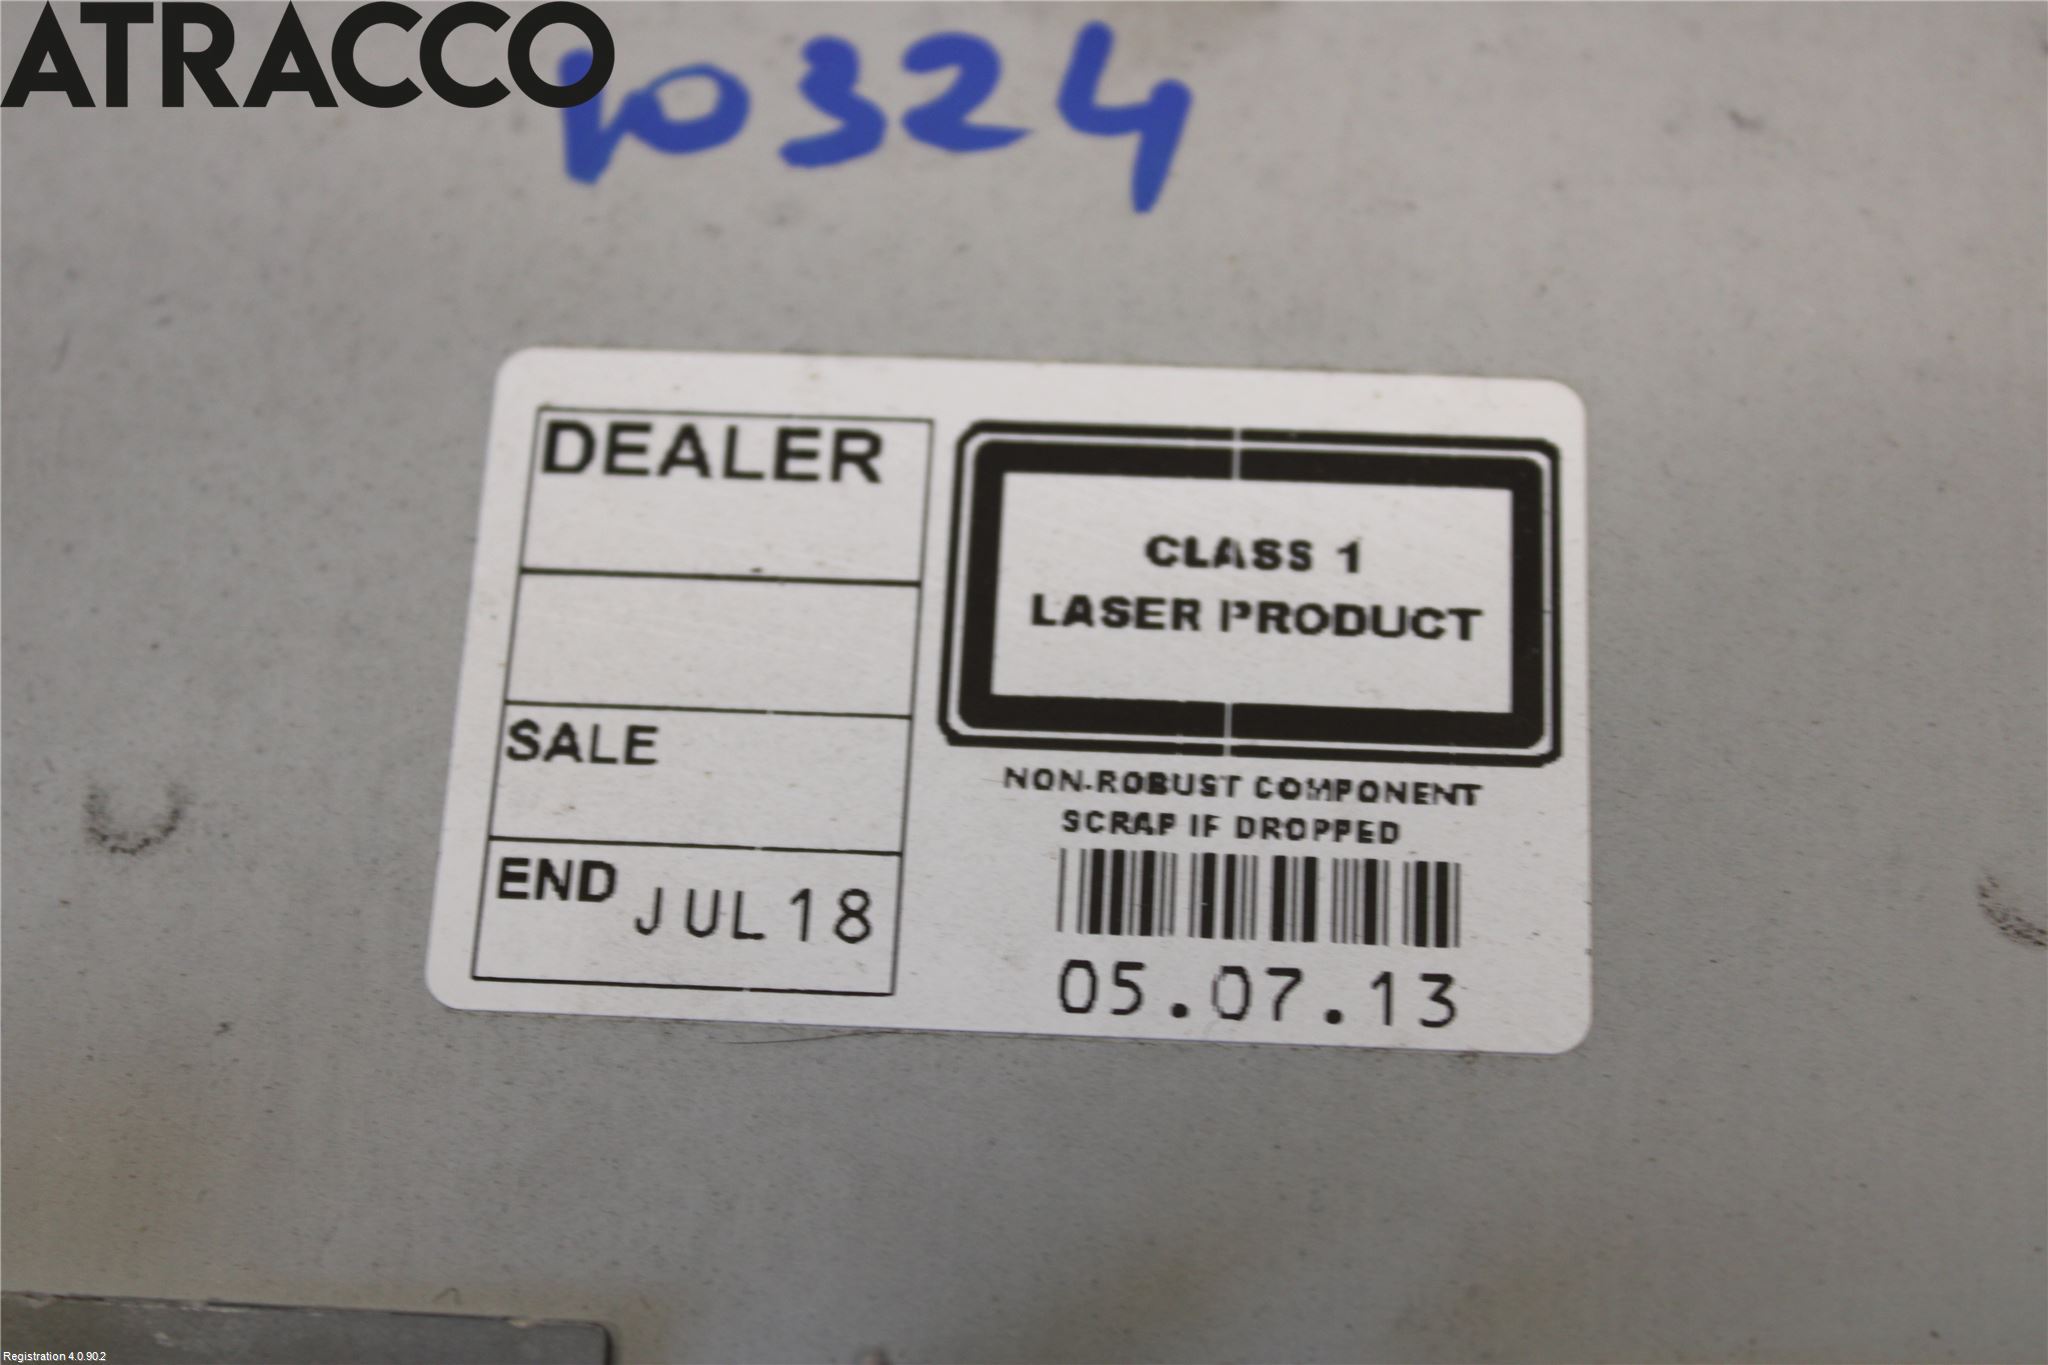 ATRACCO
10324
DEALER
SALE
END JUL 18
CLASS 1
LASER PRODUCT
NON-ROBUST COMPONENT
SCRAP IF DROPPED
05.07.13
Registration 4.0.90.2